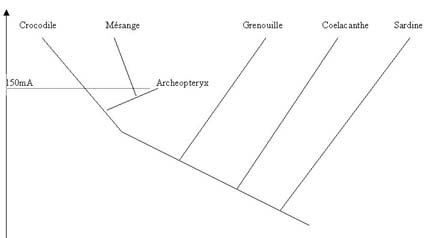 Crocodile Mésange Grenouille Coelacanthe Sardine
150mA Archeopteryx